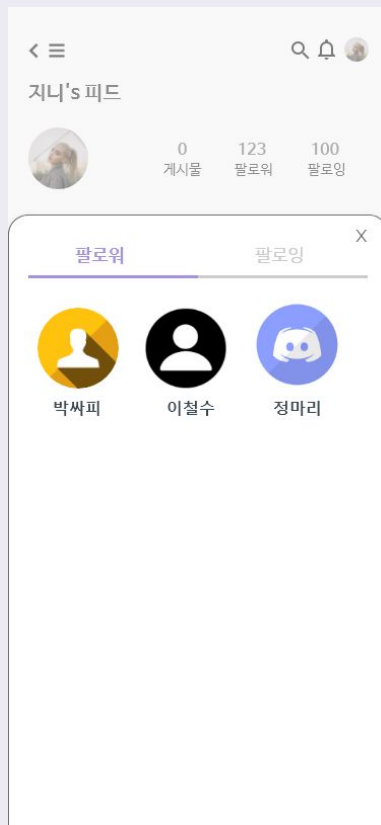 지니's 피드
0 123 100
게시물 팔로워 팔로잉
X
팔로워 팔로잉
박싸피 이철수 정마리